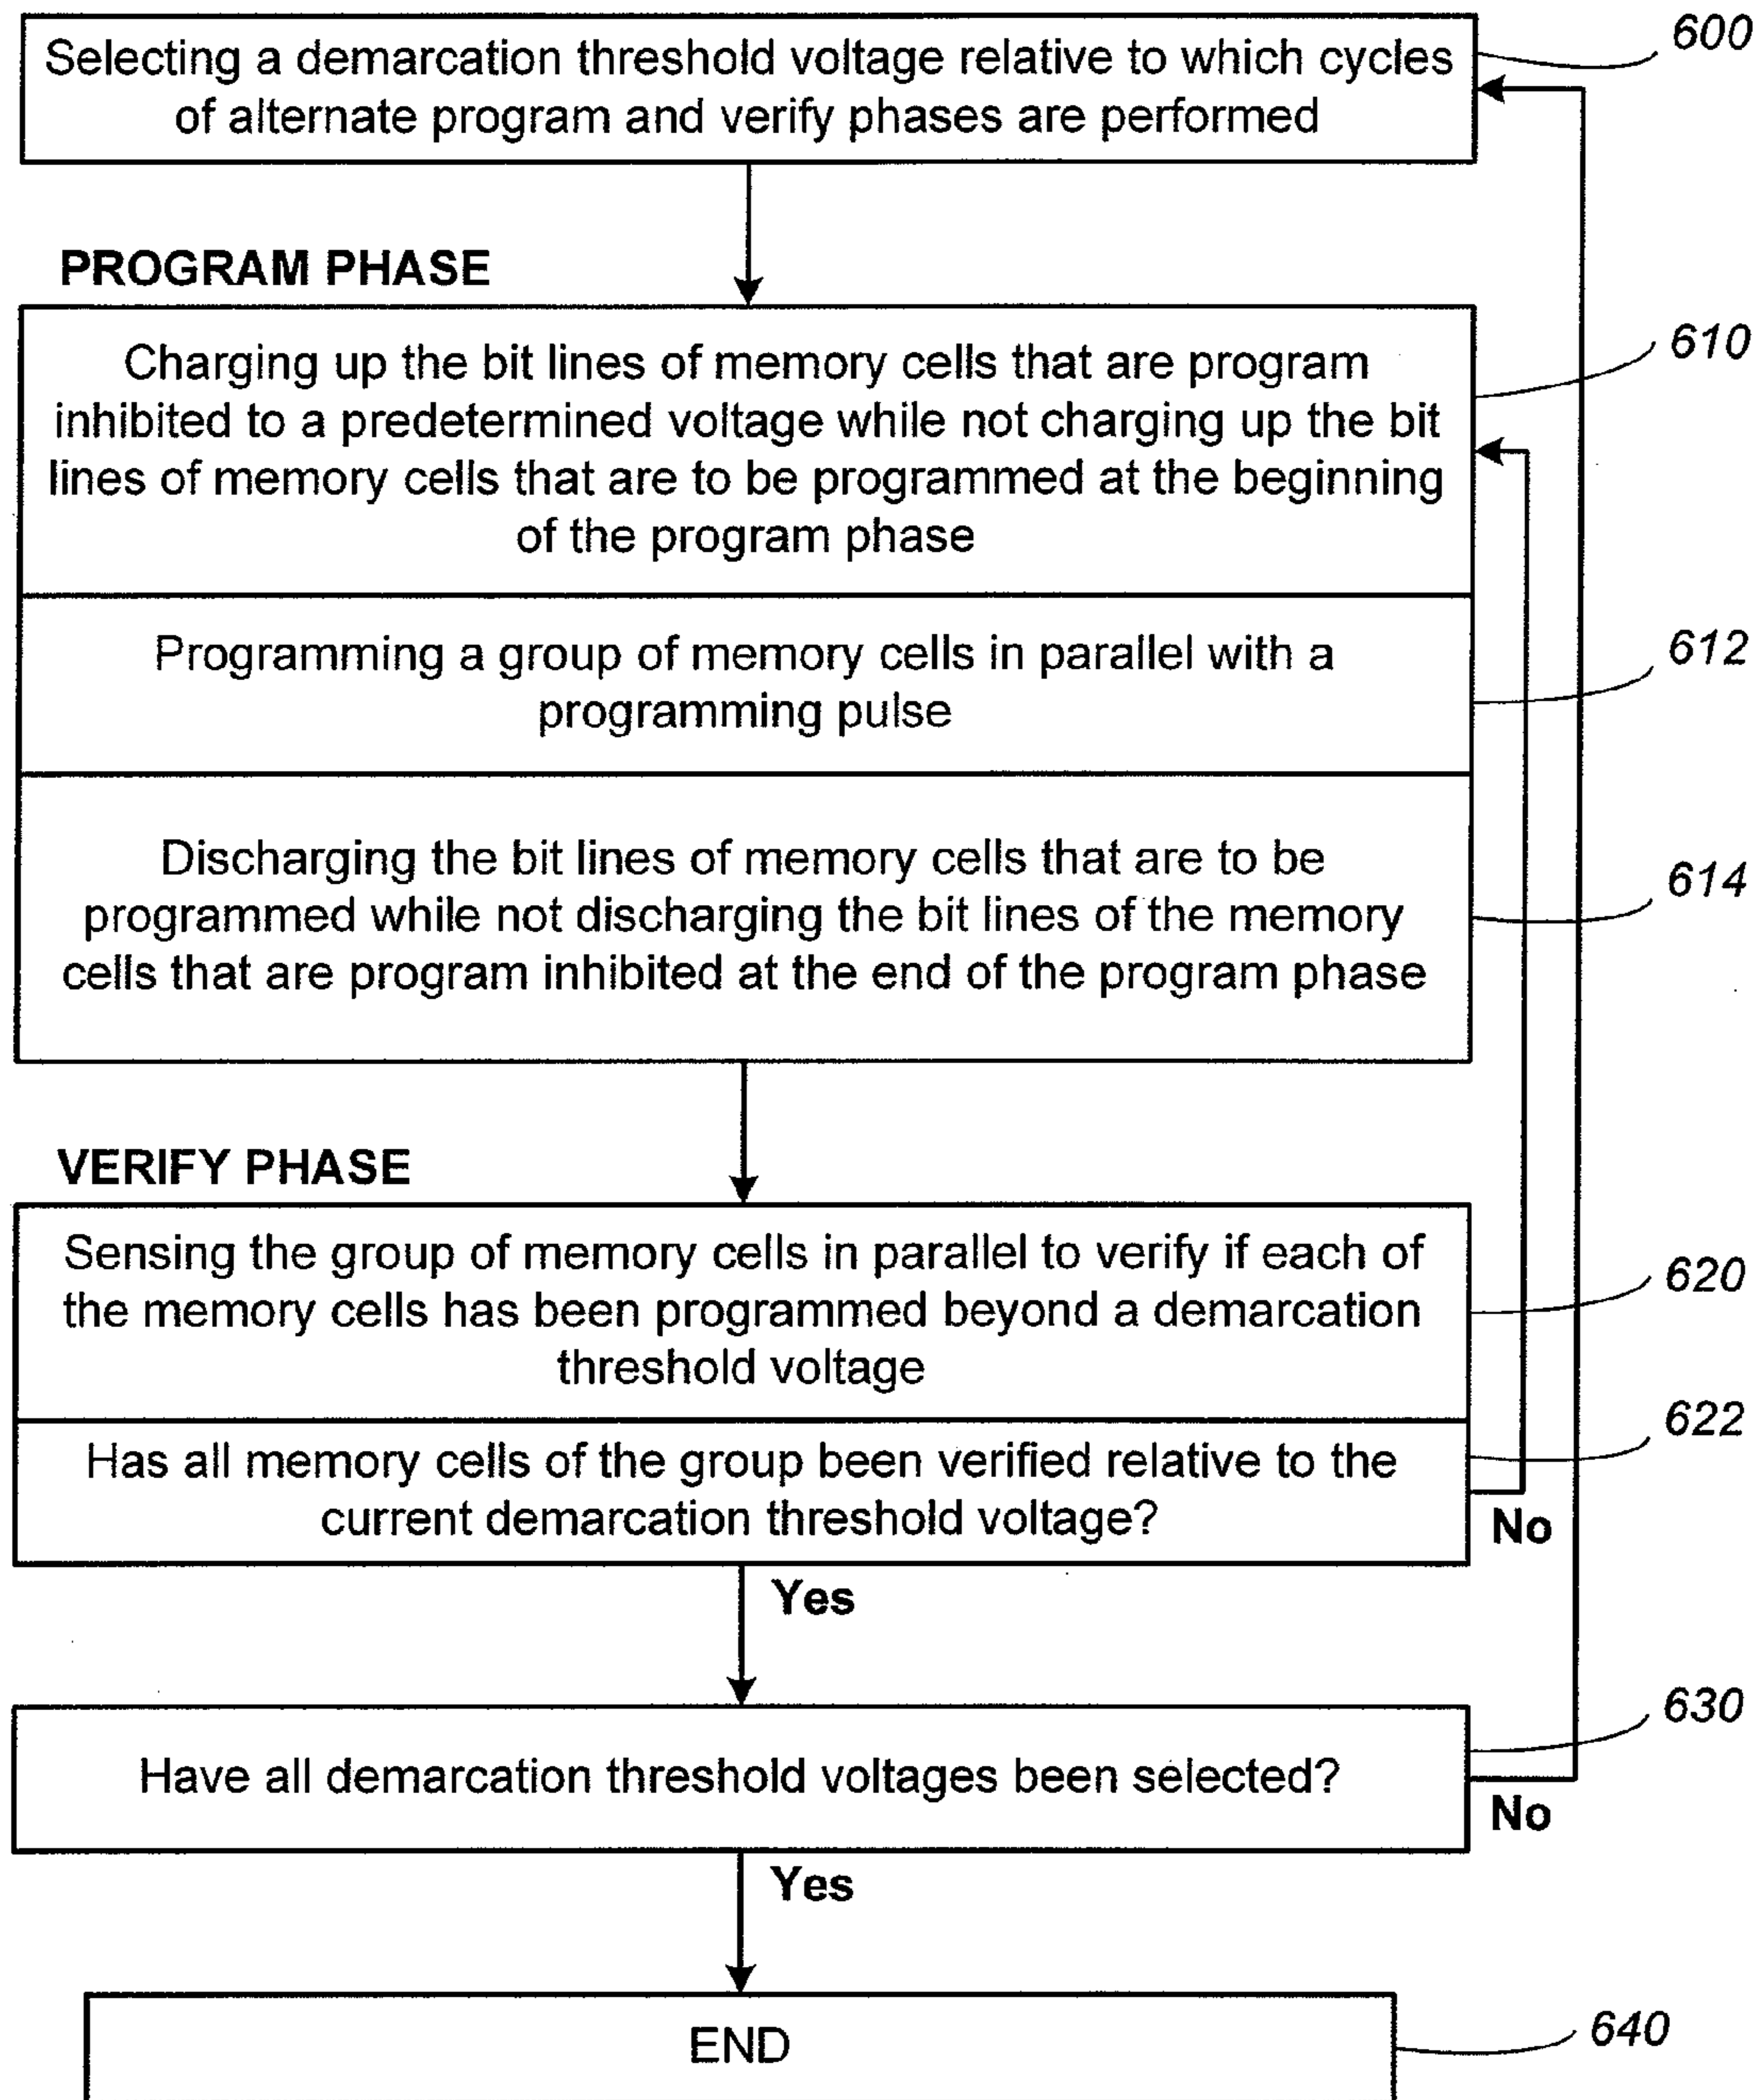 Selecting a demarcation threshold voltage relative to which cycles
of alternate program and verify phases are performed
600
PROGRAM PHASE
Charging up the bit lines of memory cells that are program
inhibited to a predetermined voltage while not charging up the bit
lines of memory cells that are to be programmed at the beginning
of the program phase
610
Programming a group of memory cells in parallel with a
programming pulse
612
Discharging the bit lines of memory cells that are to be
programmed while not discharging the bit lines of the memory
cells that are program inhibited at the end of the program phase
614
VERIFY PHASE
Sensing the group of memory cells in parallel to verify if each of
the memory cells has been programmed beyond a demarcation
threshold voltage
620
Has all memory cells of the group been verified relative to the
current demarcation threshold voltage?
622
No
Yes
Have all demarcation threshold voltages been selected?
630
No
Yes
END
640